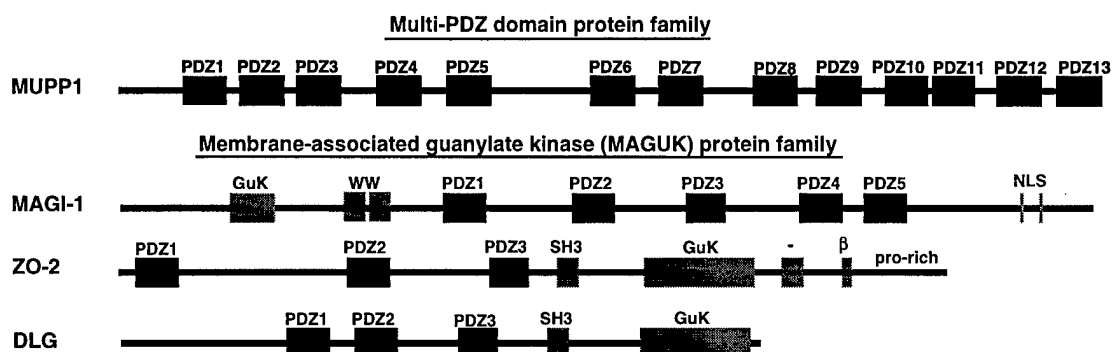 Multi-PDZ domain protein family
PDZ1 PDZ2 PDZ3 PDZ4 PDZ5 PDZ6 PDZ7 PDZ8 PDZ9 PDZ10 PDZ11 PDZ12 PDZ13
MUPP1
Membrane-associated guanylate kinase (MAGUK) protein family
GuK WW PDZ1 PDZ2 PDZ3 PDZ4 PDZ5 NLS
MAGI-1
PDZ1 PDZ2 PDZ3 SH3 GuK - β pro-rich
ZO-2
PDZ1 PDZ2 PDZ3 SH3 GuK
DLG